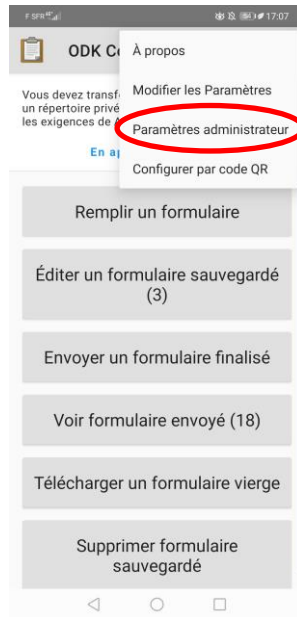 F SFR 4G 17:07
ODK Co
À propos
Modifier les Paramètres
Paramètres administrateur
Configurer par code QR
Vous devez transf
un répertoire privé
les exigences de A
En ap
Remplir un formulaire
Éditer un formulaire sauvegardé
(3)
Envoyer un formulaire finalisé
Voir formulaire envoyé (18)
Télécharger un formulaire vierge
Supprimer formulaire
sauvegardé